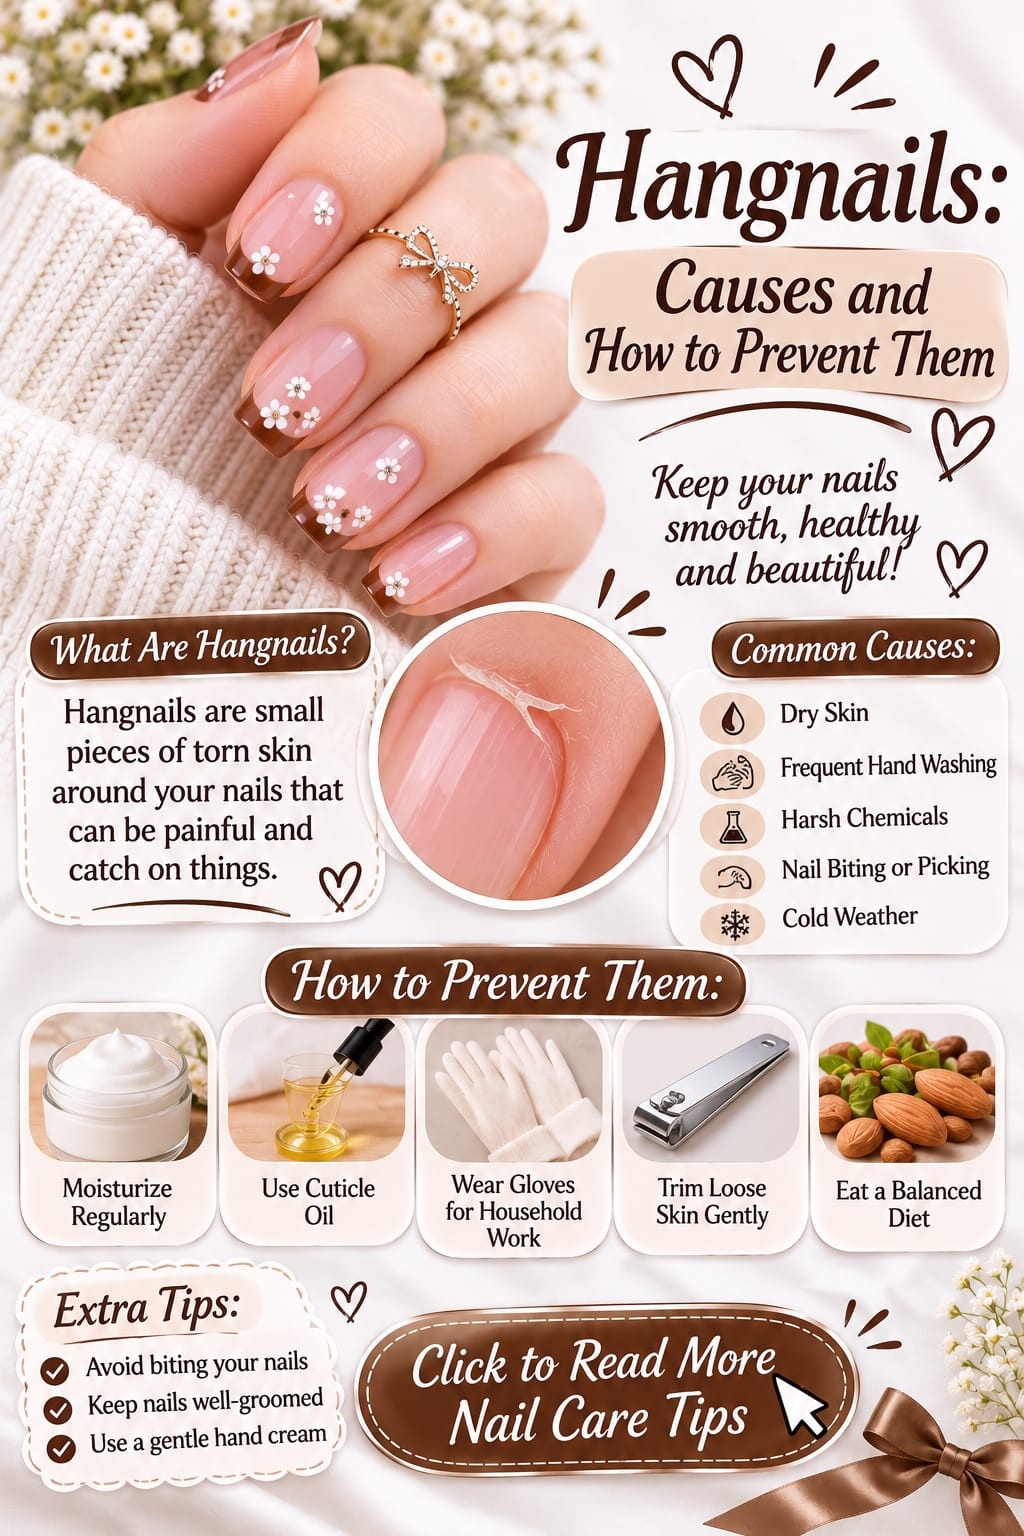 Hangnails:
Causes and
How to Prevent Them
Keep your nails
smooth, healthy
and beautiful!
What Are Hangnails?
Hangnails are small
pieces of torn skin
around your nails that
can be painful and
catch on things.
Common Causes:
Dry Skin
Frequent Hand Washing
Harsh Chemicals
Nail Biting or Picking
Cold Weather
How to Prevent Them:
Moisturize
Regularly
Use Cuticle
Oil
Wear Gloves
for Household
Work
Trim Loose
Skin Gently
Eat a Balanced
Diet
Extra Tips:
Avoid biting your nails
Keep nails well-groomed
Use a gentle hand cream
Click to Read More
Nail Care Tips